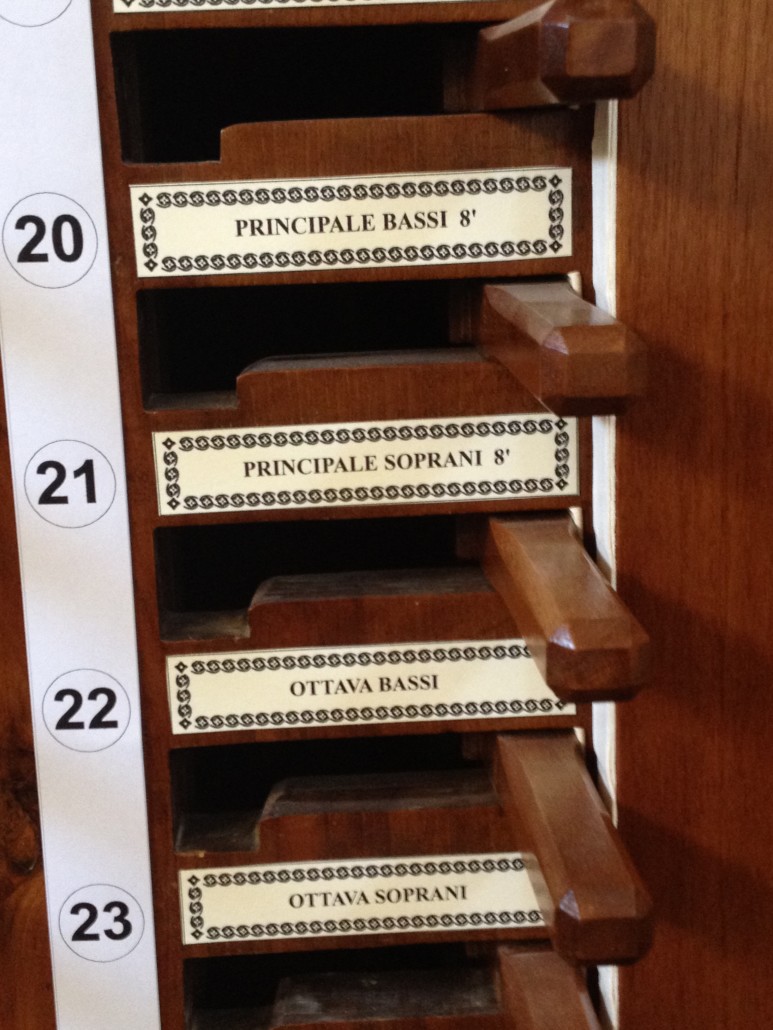 20 PRINCIPALE BASSI 8'
21 PRINCIPALE SOPRANI 8'
22 OTTAVA BASSI
23 OTTAVA SOPRANI